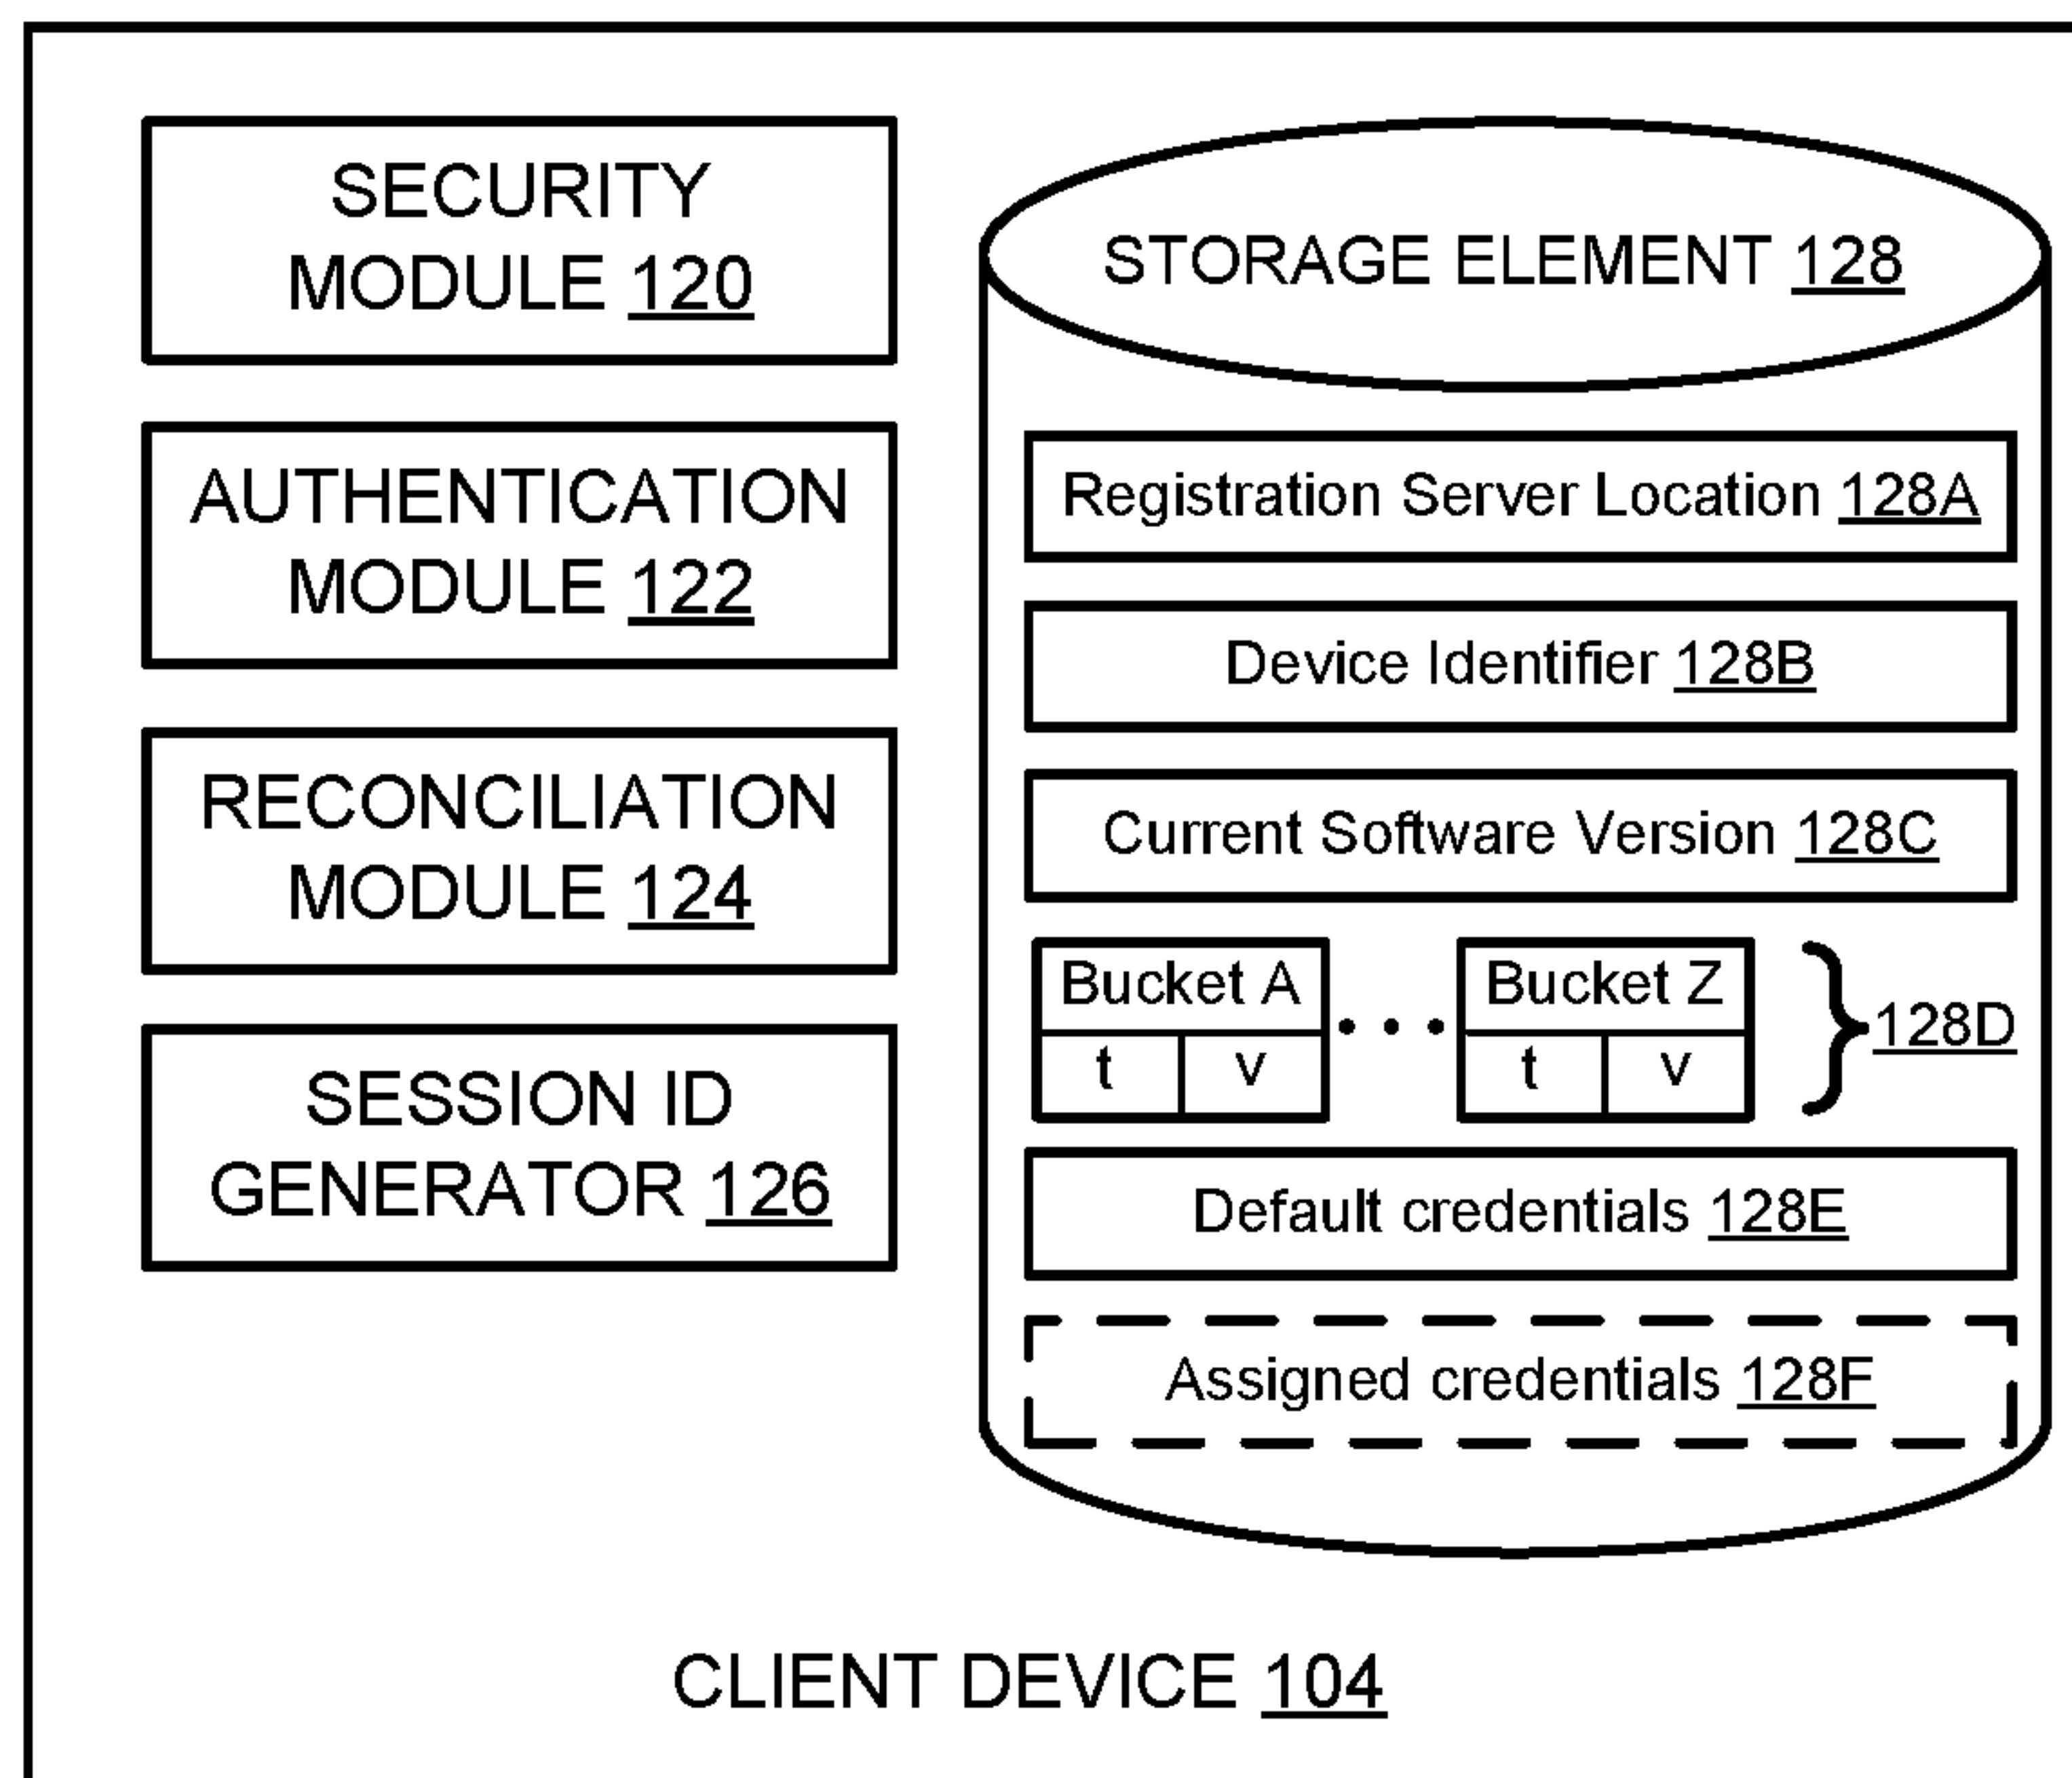 SECURITY
MODULE 120
AUTHENTICATION
MODULE 122
RECONCILIATION
MODULE 124
SESSION ID
GENERATOR 126
STORAGE ELEMENT 128
Registration Server Location 128A
Device Identifier 128B
Current Software Version 128C
Bucket A ... Bucket Z
t v t v
128D
Default credentials 128E
Assigned credentials 128F
CLIENT DEVICE 104